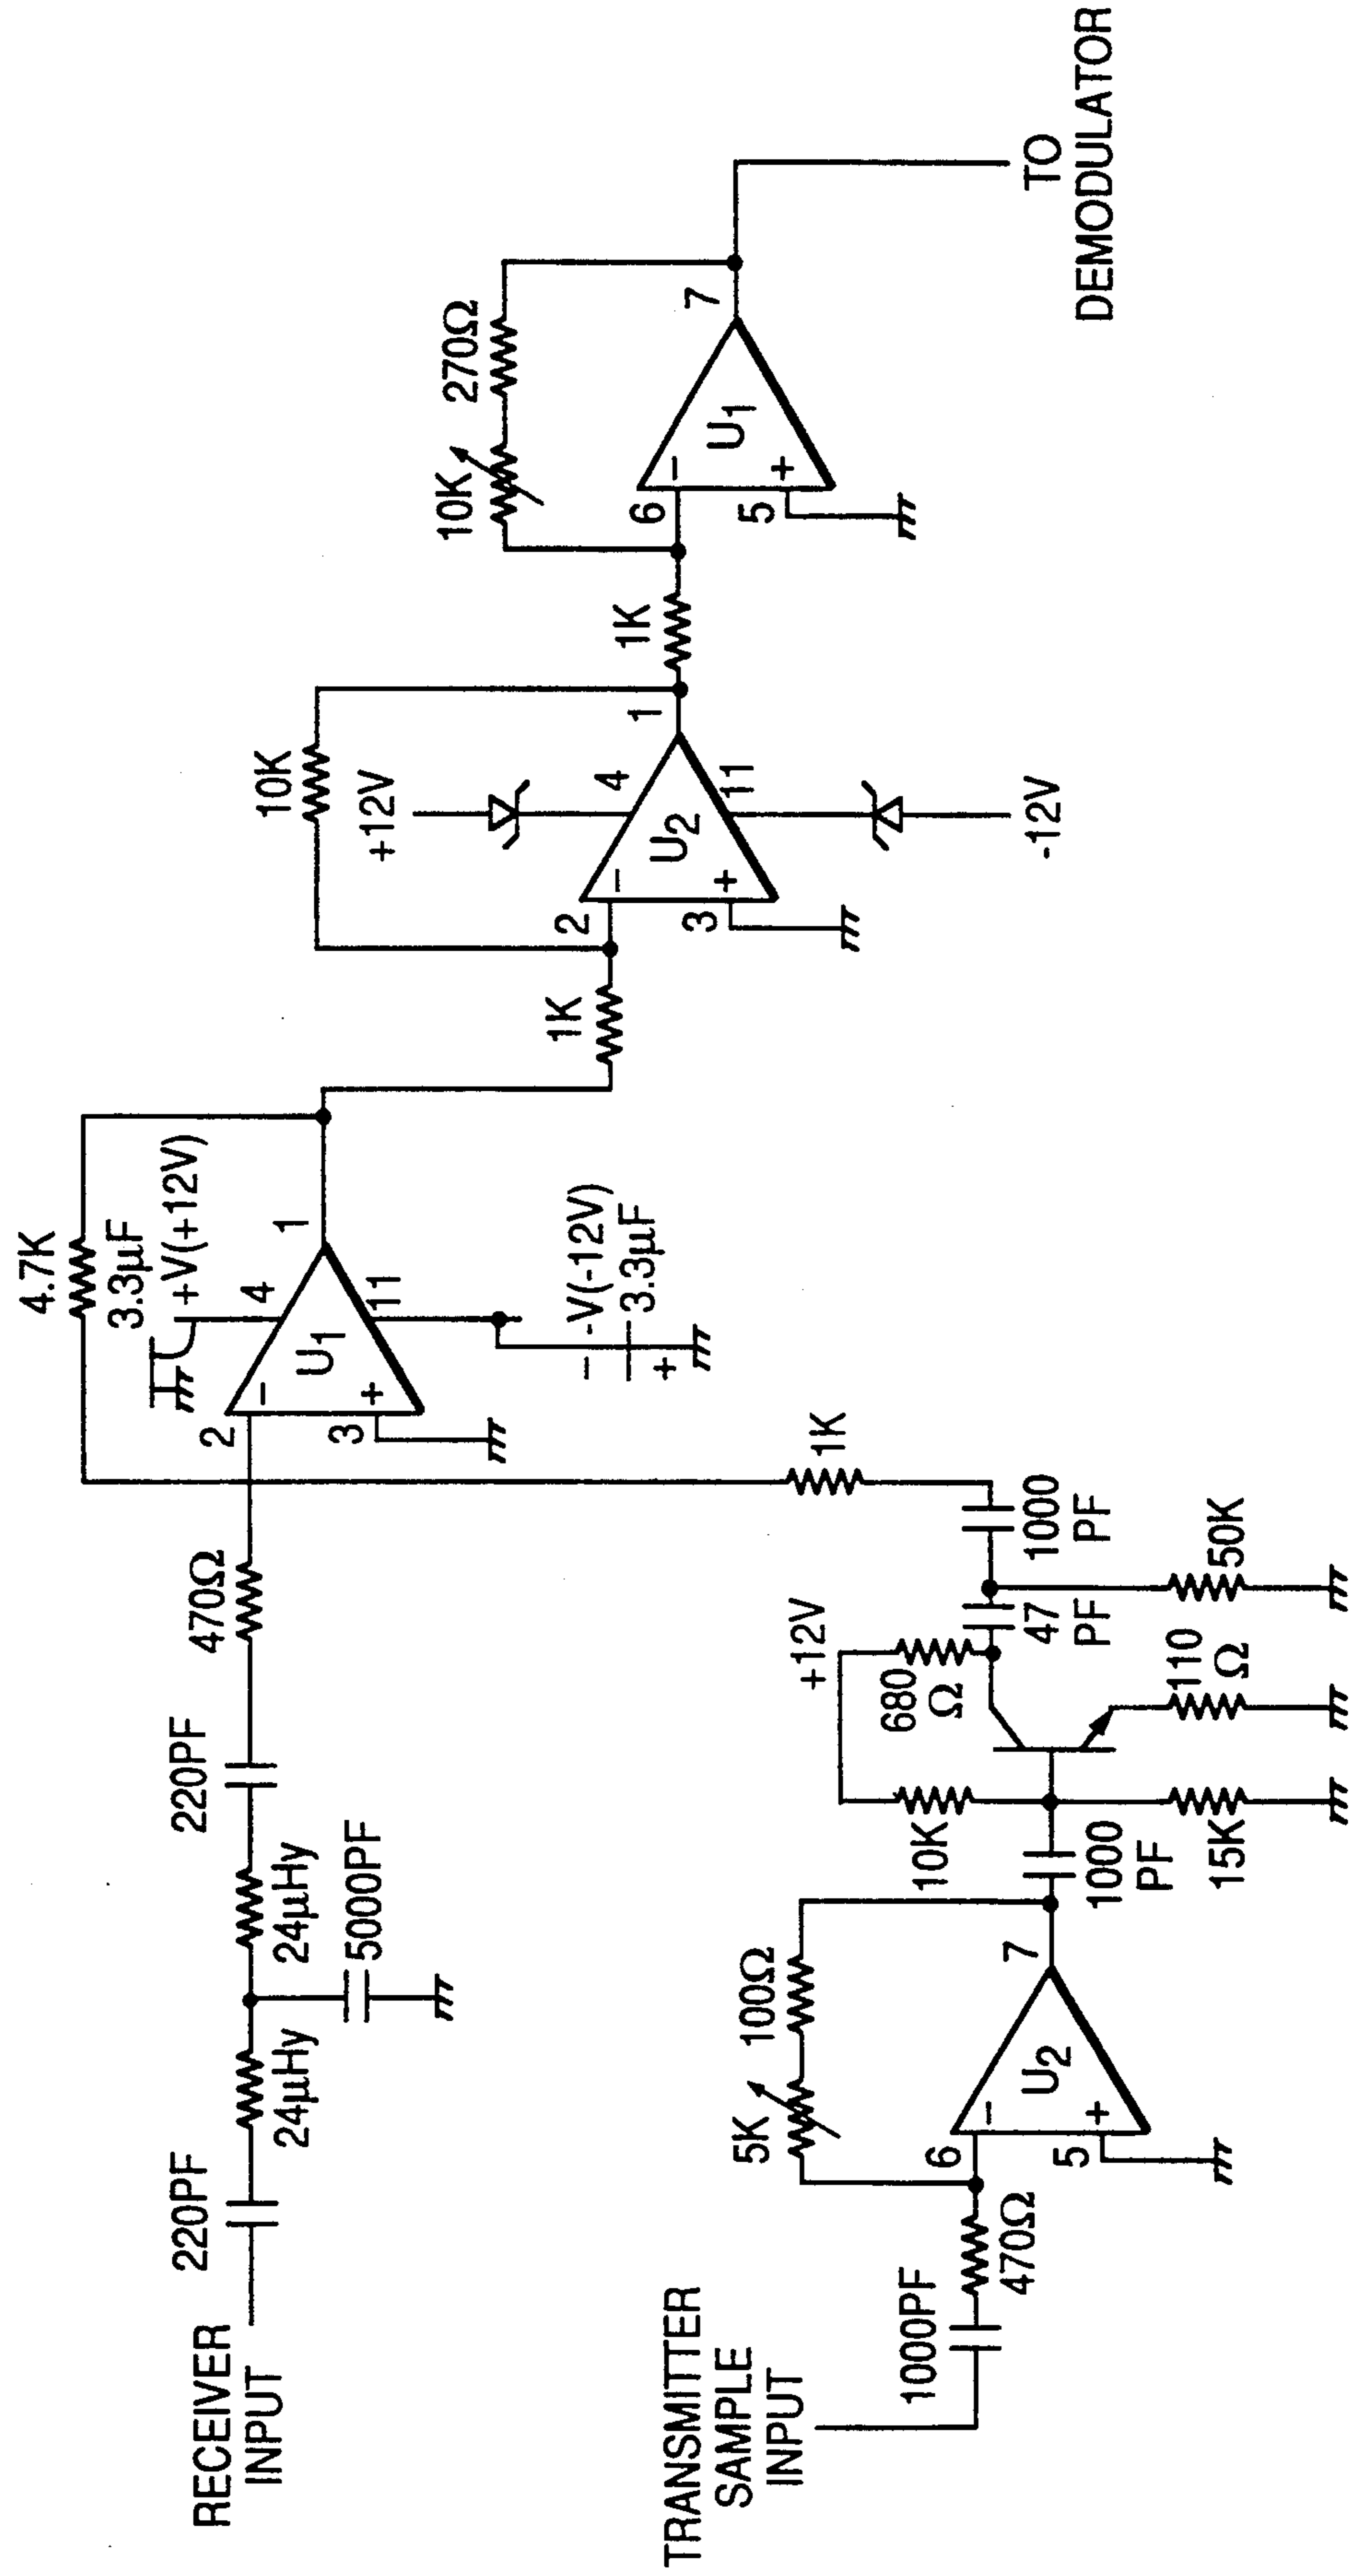 RECEIVER
INPUT
220PF
24µHy
24µHy
5000PF
220PF
470Ω
4.7K
3.3µF
+V(+12V)
2
-
3
+
U1
4
11
1
-V(-12V)
3.3µF
-
+
1K
10K
+12V
2
-
3
+
U2
4
11
1
-12V
1K
10K
270Ω
6
-
5
+
U1
7
TO
DEMODULATOR
TRANSMITTER
SAMPLE
INPUT
1000PF
470Ω
5K
100Ω
6
-
5
+
U2
7
1000
PF
10K
15K
+12V
680
Ω
110
Ω
47
PF
50K
1000
PF
1K